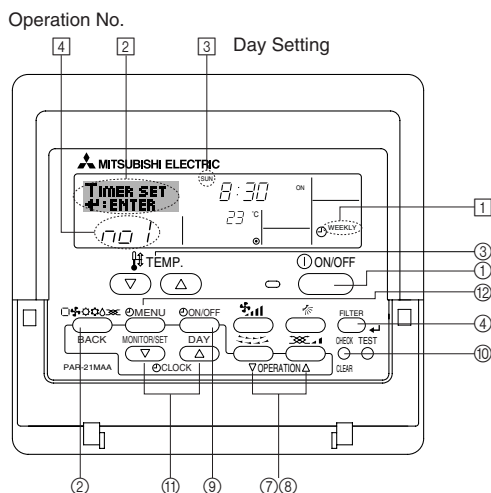 Operation No.
4 2 3 Day Setting
MITSUBISHI ELECTRIC
TIMER SET
↵:ENTER
SUN
8:30
ON
23 °C
WEEKLY
no 1
1
TEMP.
ON/OFF
③
①
⑫
MENU
ON/OFF
FILTER
④
BACK
MONITOR/SET
DAY
CHECK TEST
⑩
PAR-21MAA
CLOCK
▽OPERATION△
CLEAR
② ⑪ ⑨ ⑦⑧